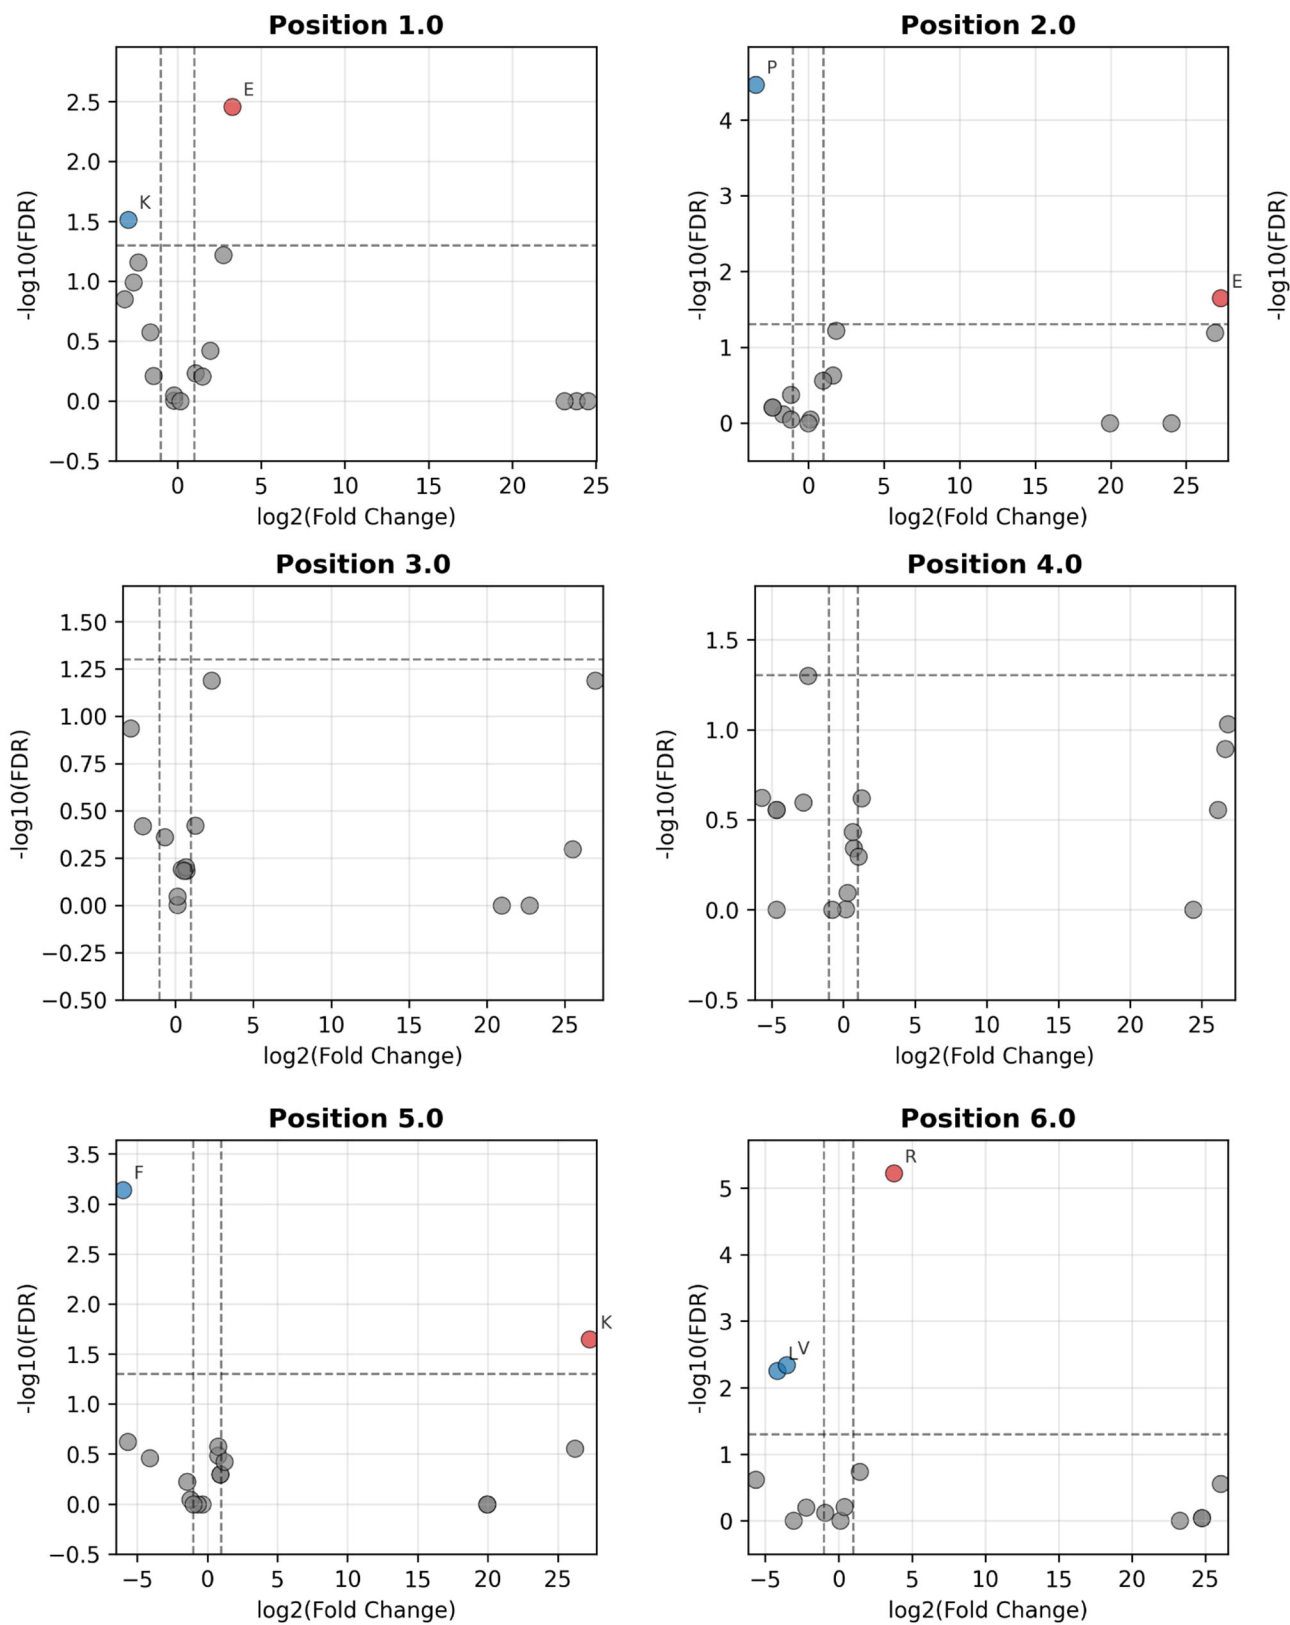 Position 1.0
-log10(FDR)
2.5
2.0
1.5
1.0
0.5
0.0
−0.5
E
K
0
5
10
15
20
25
log2(Fold Change)
Position 2.0
-log10(FDR)
4
3
2
1
0
P
E
0
5
10
15
20
25
log2(Fold Change)
-log10(FDR)
Position 3.0
-log10(FDR)
1.50
1.25
1.00
0.75
0.50
0.25
0.00
−0.25
−0.50
0
5
10
15
20
25
log2(Fold Change)
Position 4.0
-log10(FDR)
1.5
1.0
0.5
0.0
−0.5
−5
0
5
10
15
20
25
log2(Fold Change)
Position 5.0
-log10(FDR)
3.5
3.0
2.5
2.0
1.5
1.0
0.5
0.0
−0.5
F
K
−5
0
5
10
15
20
25
log2(Fold Change)
Position 6.0
-log10(FDR)
5
4
3
2
1
0
R
L
V
−5
0
5
10
15
20
25
log2(Fold Change)